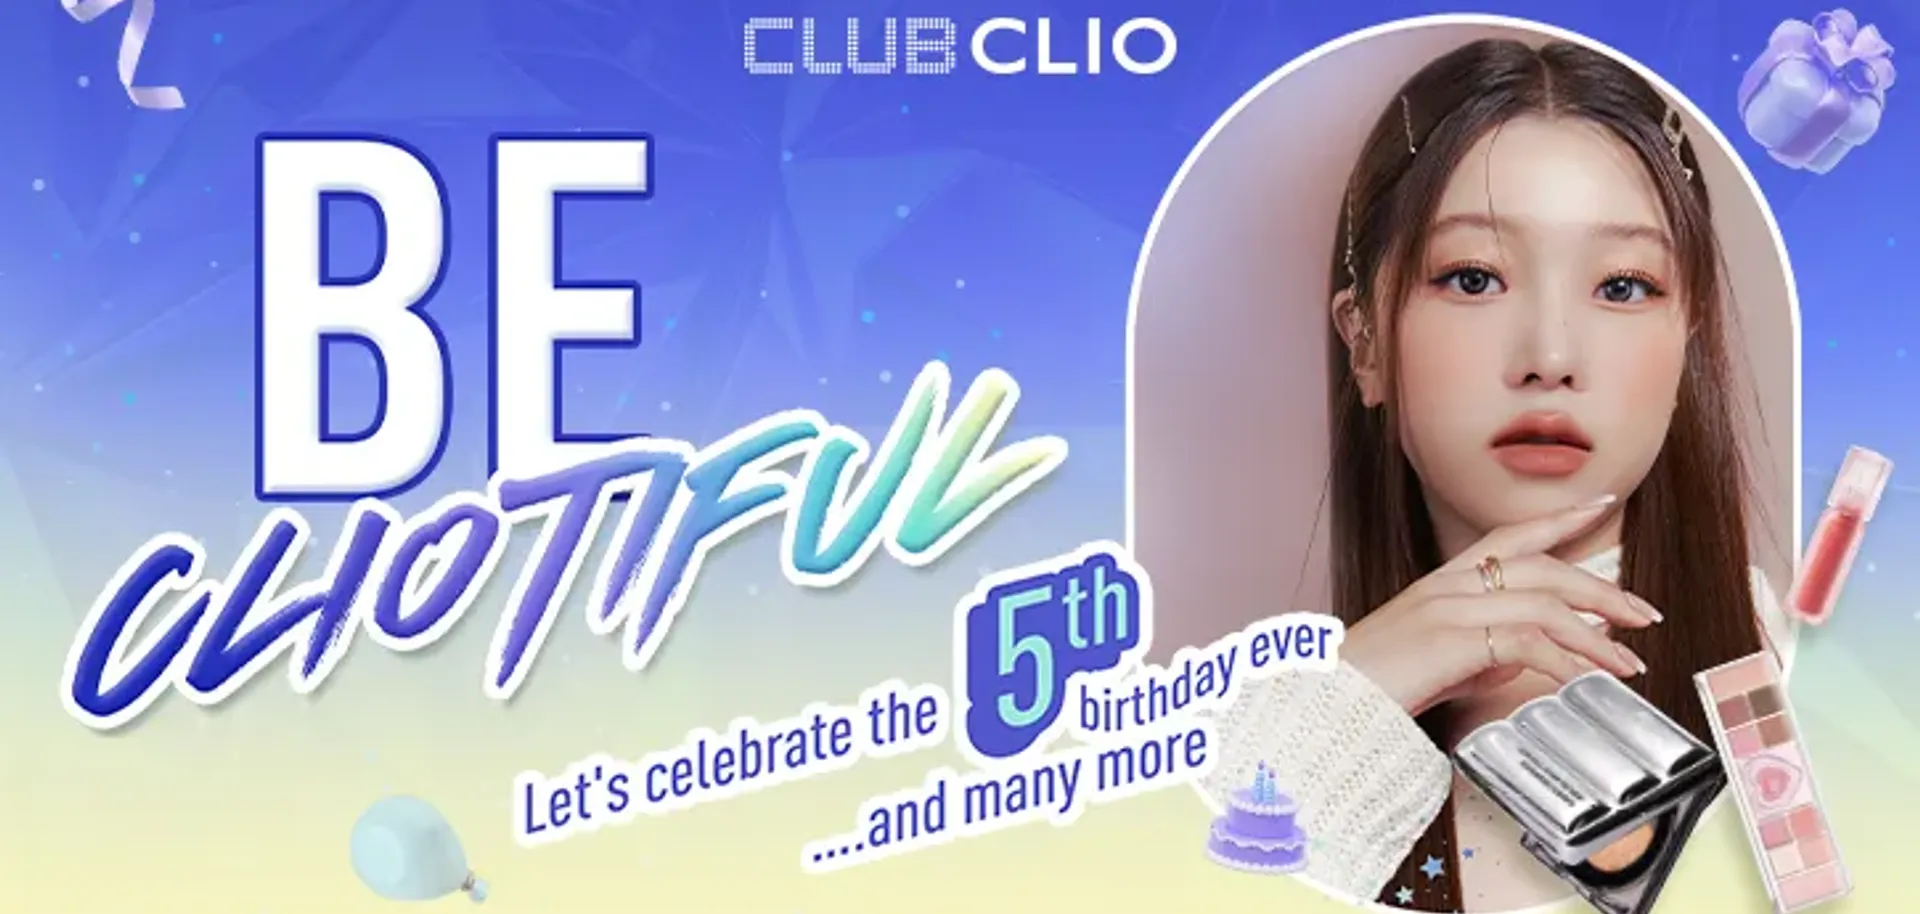 CLUB CLIO
BE
CLIOTIFUL
Let's celebrate the 5th birthday ever
....and many more